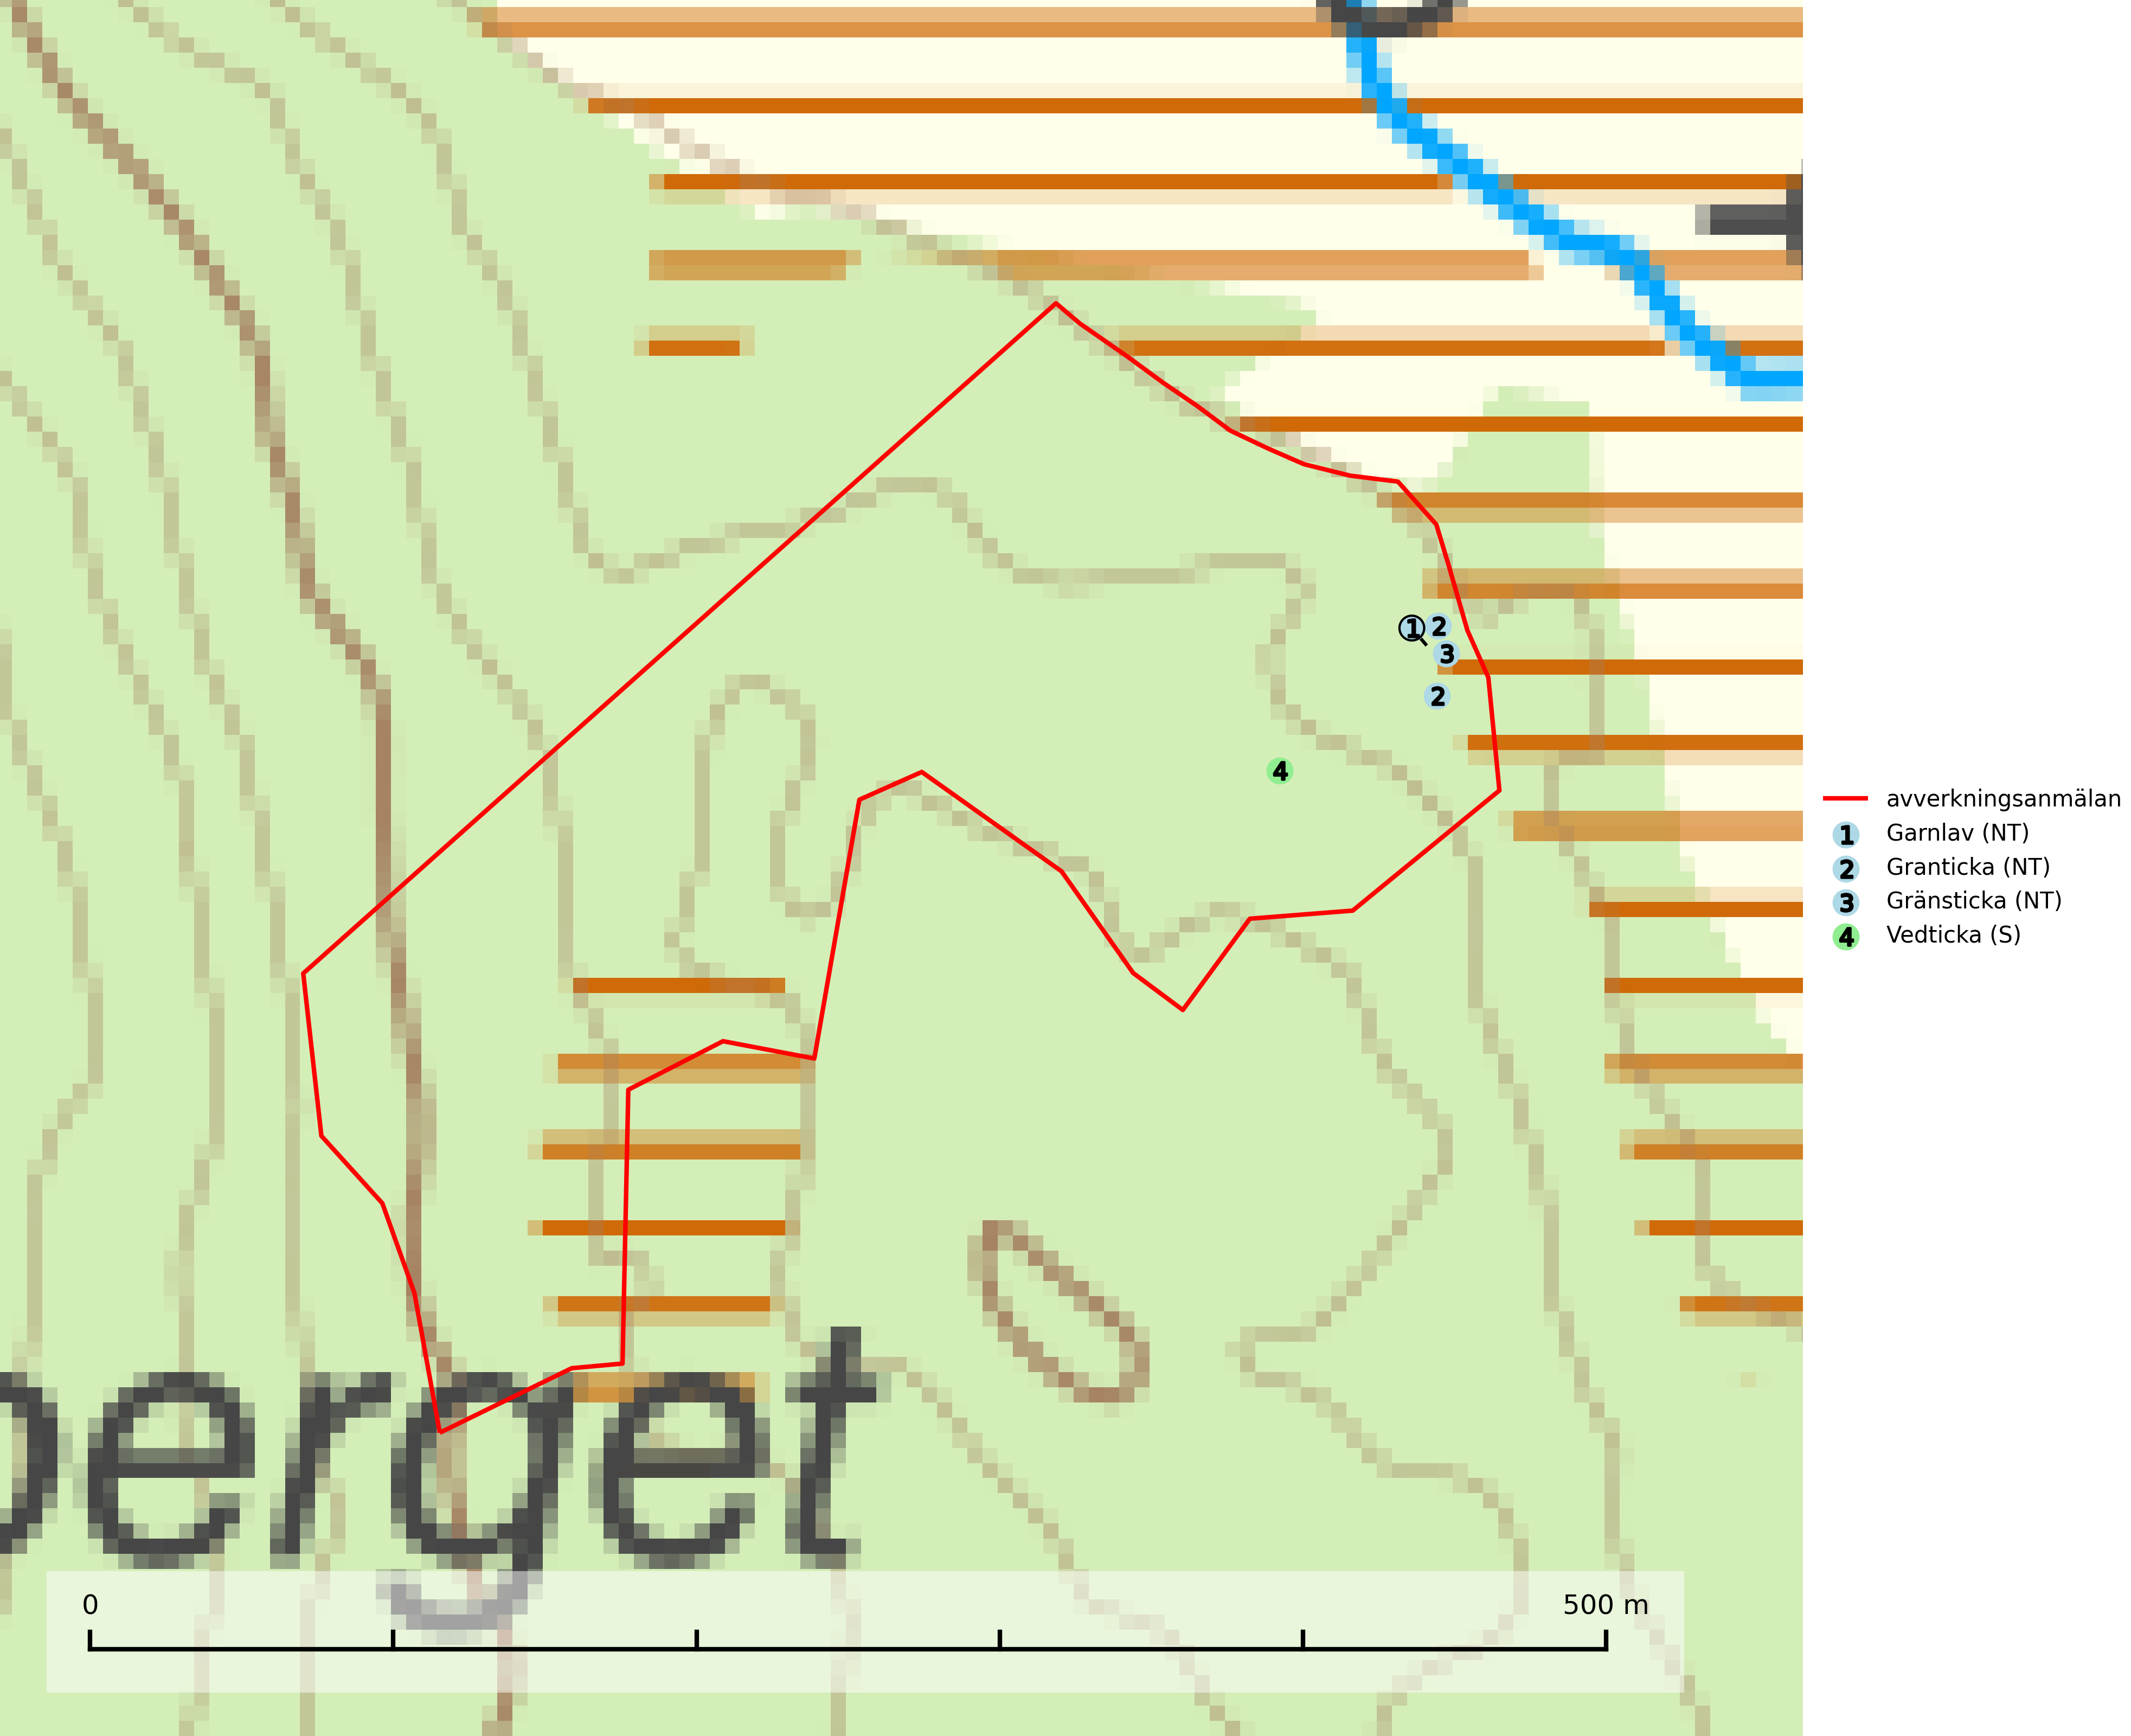 1 2
3
2
4
avverkningsanmälan
1 Garnlav (NT)
2 Granticka (NT)
3 Gränsticka (NT)
4 Vedticka (S)
berget
0 500 m